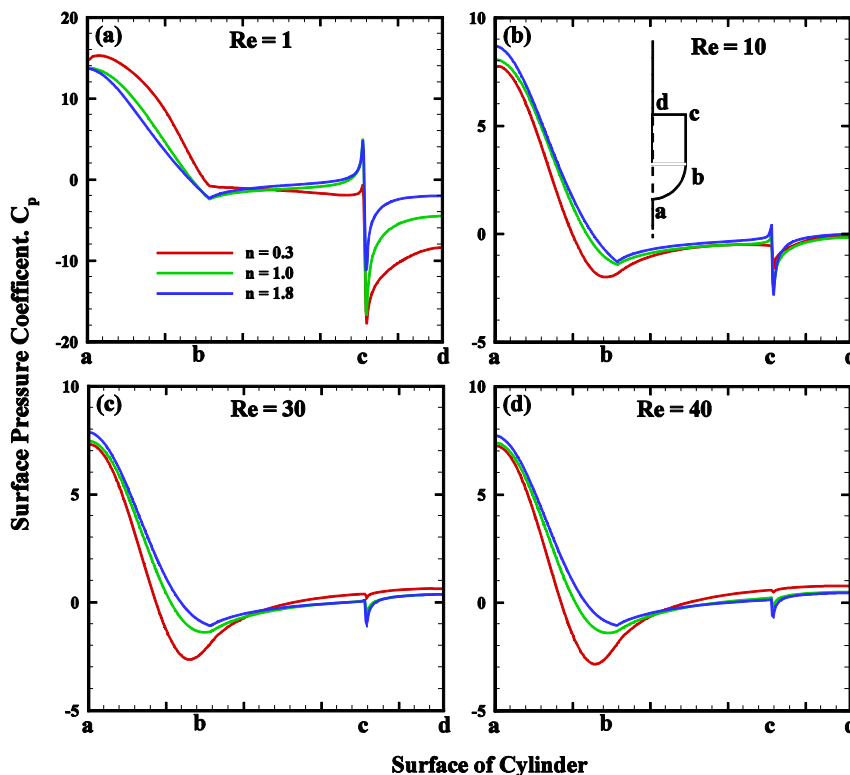 Surface Pressure Coefficent. Cp
(a)
Re = 1
20
10
0
-10
-20
n = 0.3
n = 1.0
n = 1.8
a
b
c
d
(b)
Re = 10
10
5
0
-5
d
c
b
a
a
b
c
(c)
Re = 30
10
5
0
-5
a
b
c
d
(d)
Re = 40
10
5
0
-5
a
b
c
Surface of Cylinder